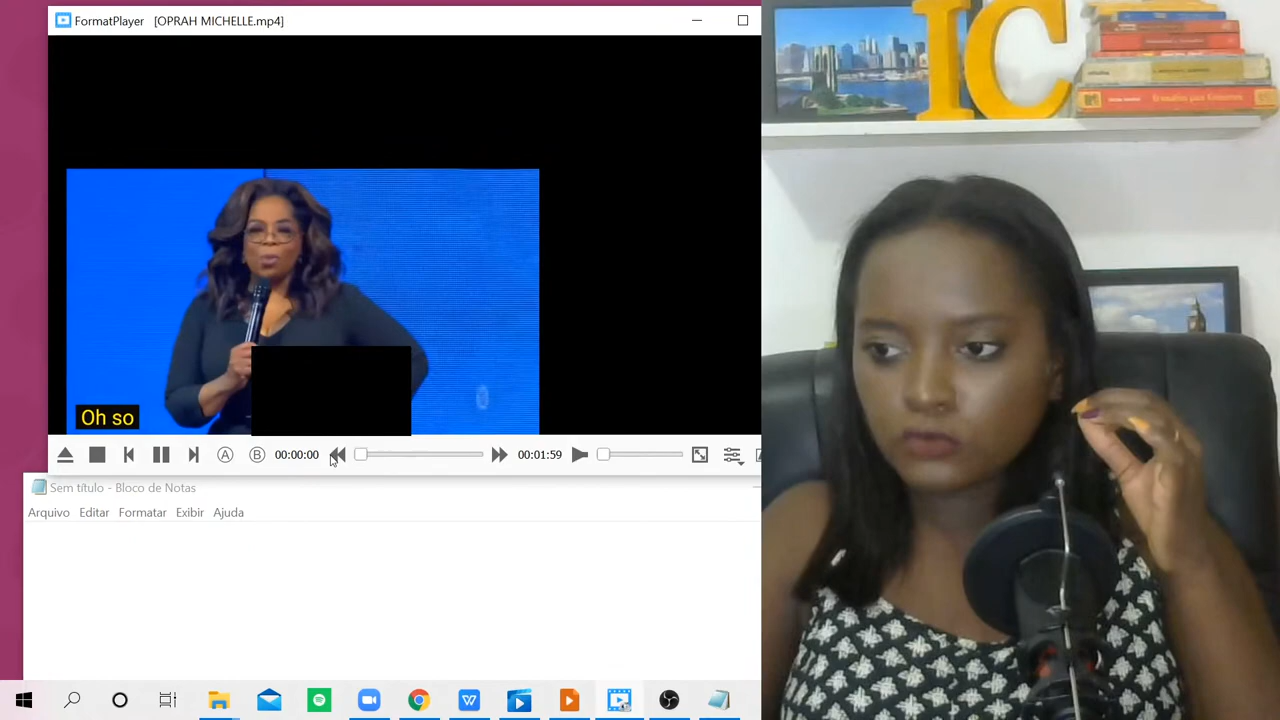 FormatPlayer [OPRAH MICHELLE.mp4]
Oh so
A B 00:00:00 00:01:59
Sem título - Bloco de Notas
Arquivo Editar Formatar Exibir Ajuda
IC